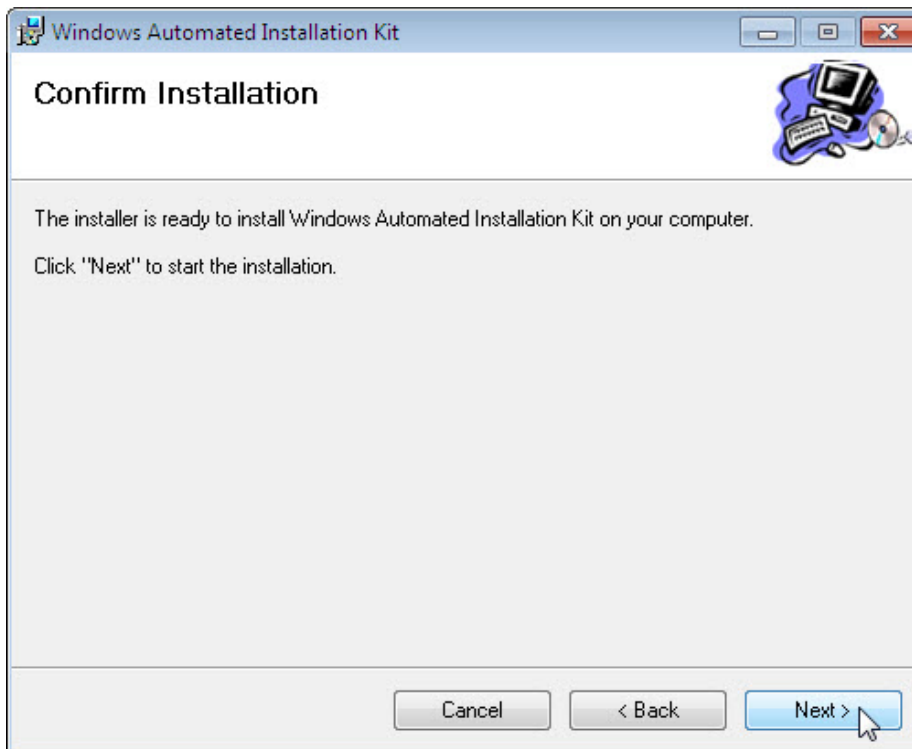 Windows Automated Installation Kit
Confirm Installation
The installer is ready to install Windows Automated Installation Kit on your computer.
Click "Next" to start the installation.
Cancel
< Back
Next >